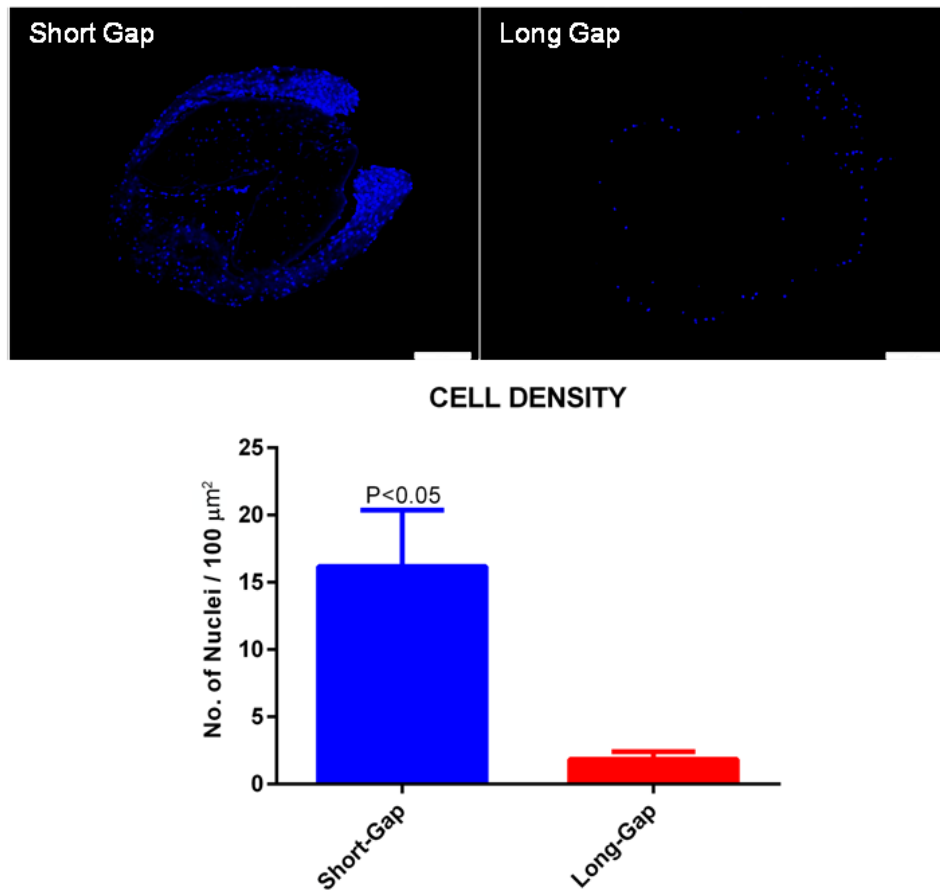 Short Gap
Long Gap
CELL DENSITY
No. of Nuclei / 100 μm²
25
20
15
10
5
0
P<0.05
Short-Gap
Long-Gap